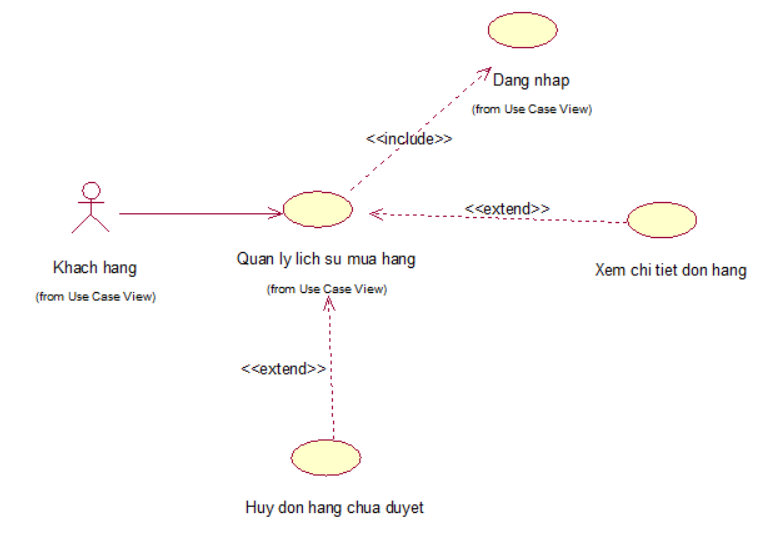 Dang nhap
(from Use Case View)
<<include>>
<<extend>>
Khach hang
(from Use Case View)
Quan ly lich su mua hang
(from Use Case View)
Xem chi tiet don hang
<<extend>>
Huy don hang chua duyet